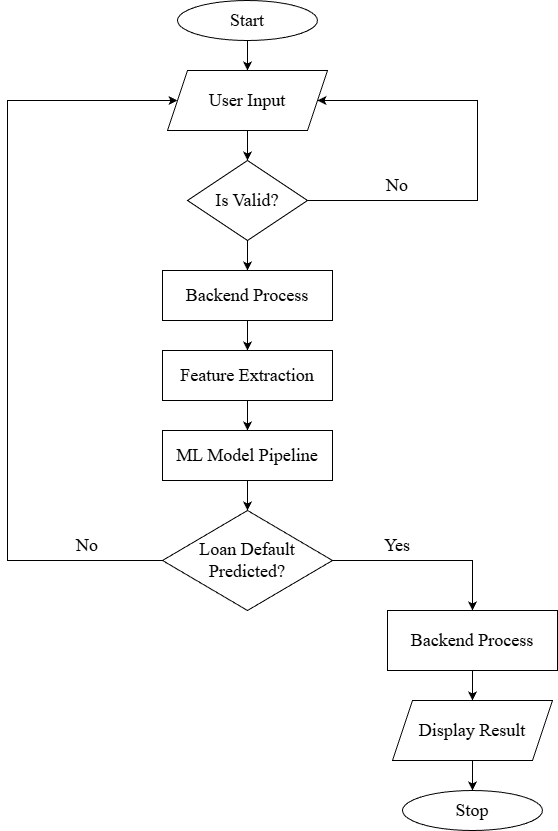 Start
User Input
Is Valid?
No
Backend Process
Feature Extraction
ML Model Pipeline
No
Loan Default
Predicted?
Yes
Backend Process
Display Result
Stop